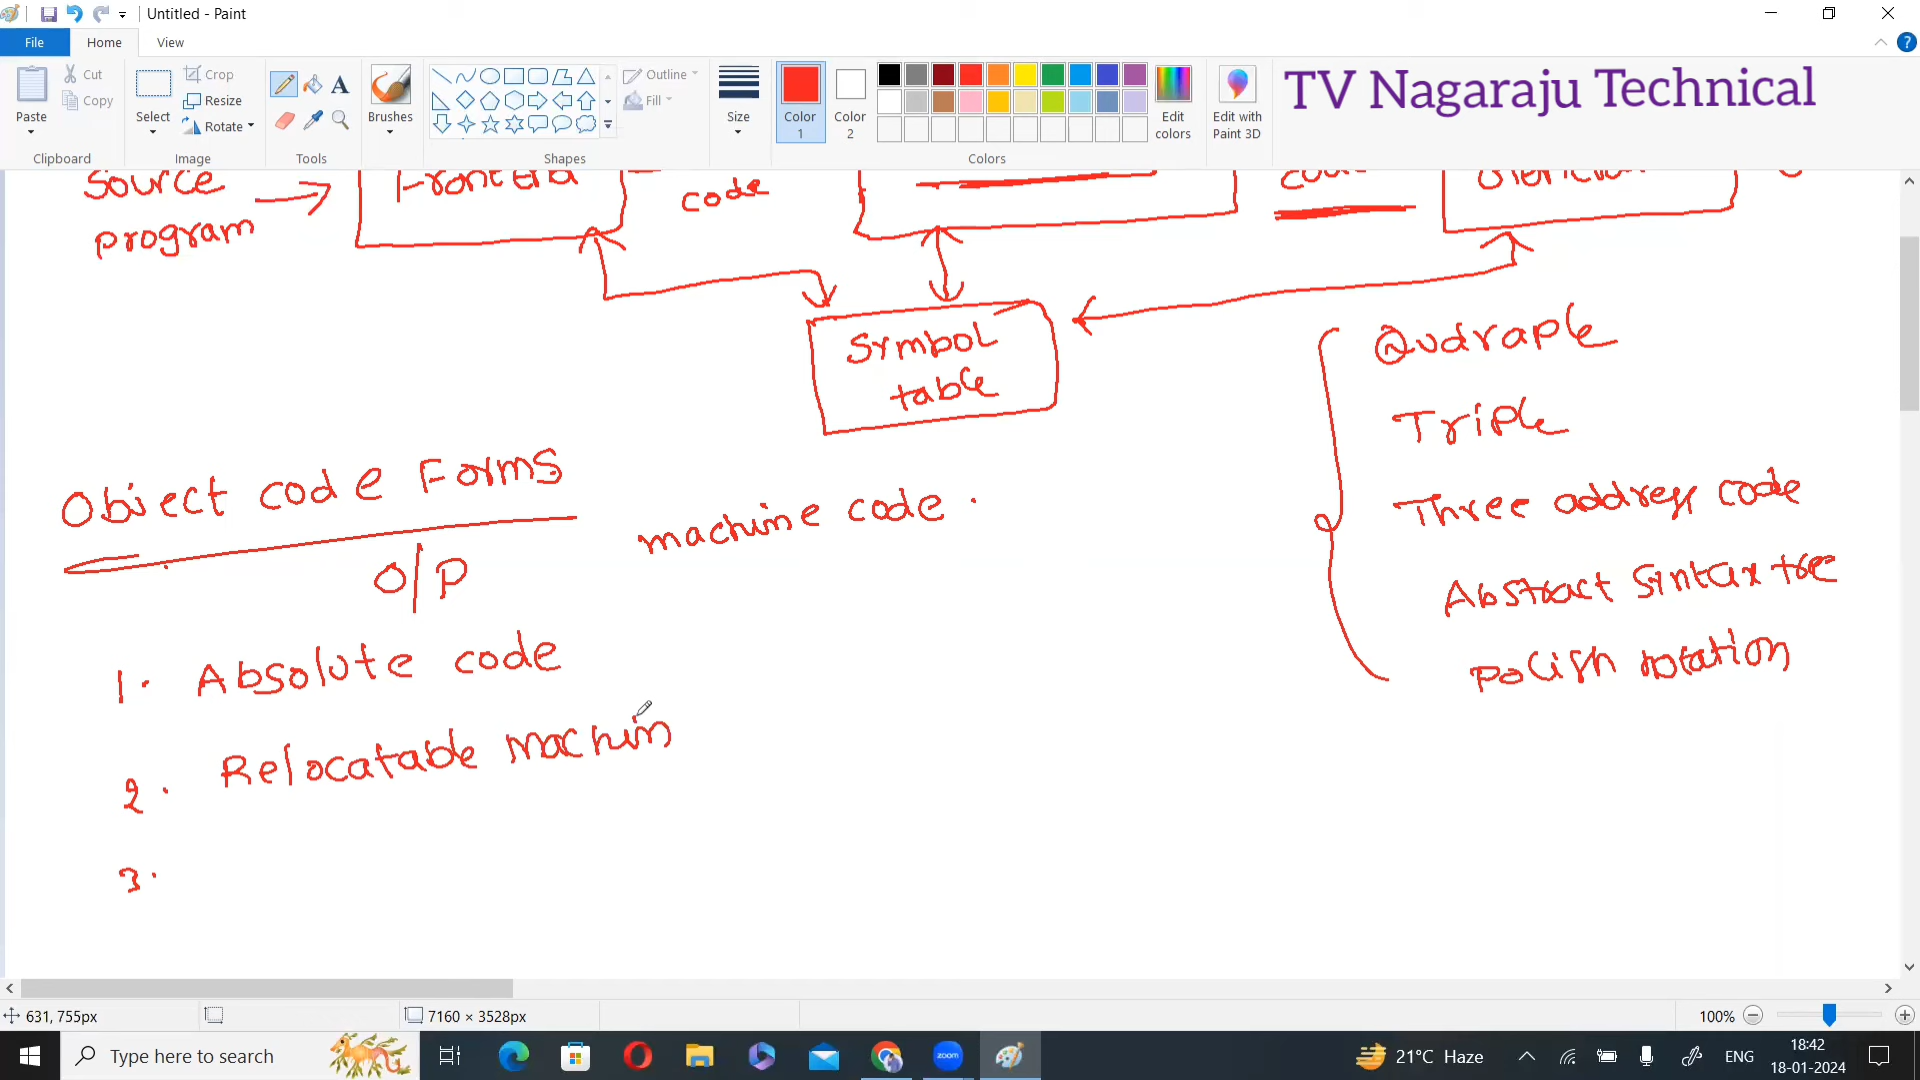 Untitled - Paint
File Home View
Paste
Cut
Copy
Clipboard
Select
Crop
Resize
Rotate
Image
Tools
Brushes
Shapes
Outline
Fill
Size
Color 1
Color 2
Colors
Edit colors
Edit with Paint 3D
TV Nagaraju Technical
Source
program
code
Symbol
table
Qudraple
Triple
Three address code
Abstract Sintax tree
polish notation
Object code Forms
machine code .
O/P
1. Absolute code
2. Relocatable machin
3.
631, 755px
7160 × 3528px
100%
Type here to search
zoom
21°C Haze
ENG
18:42
18-01-2024